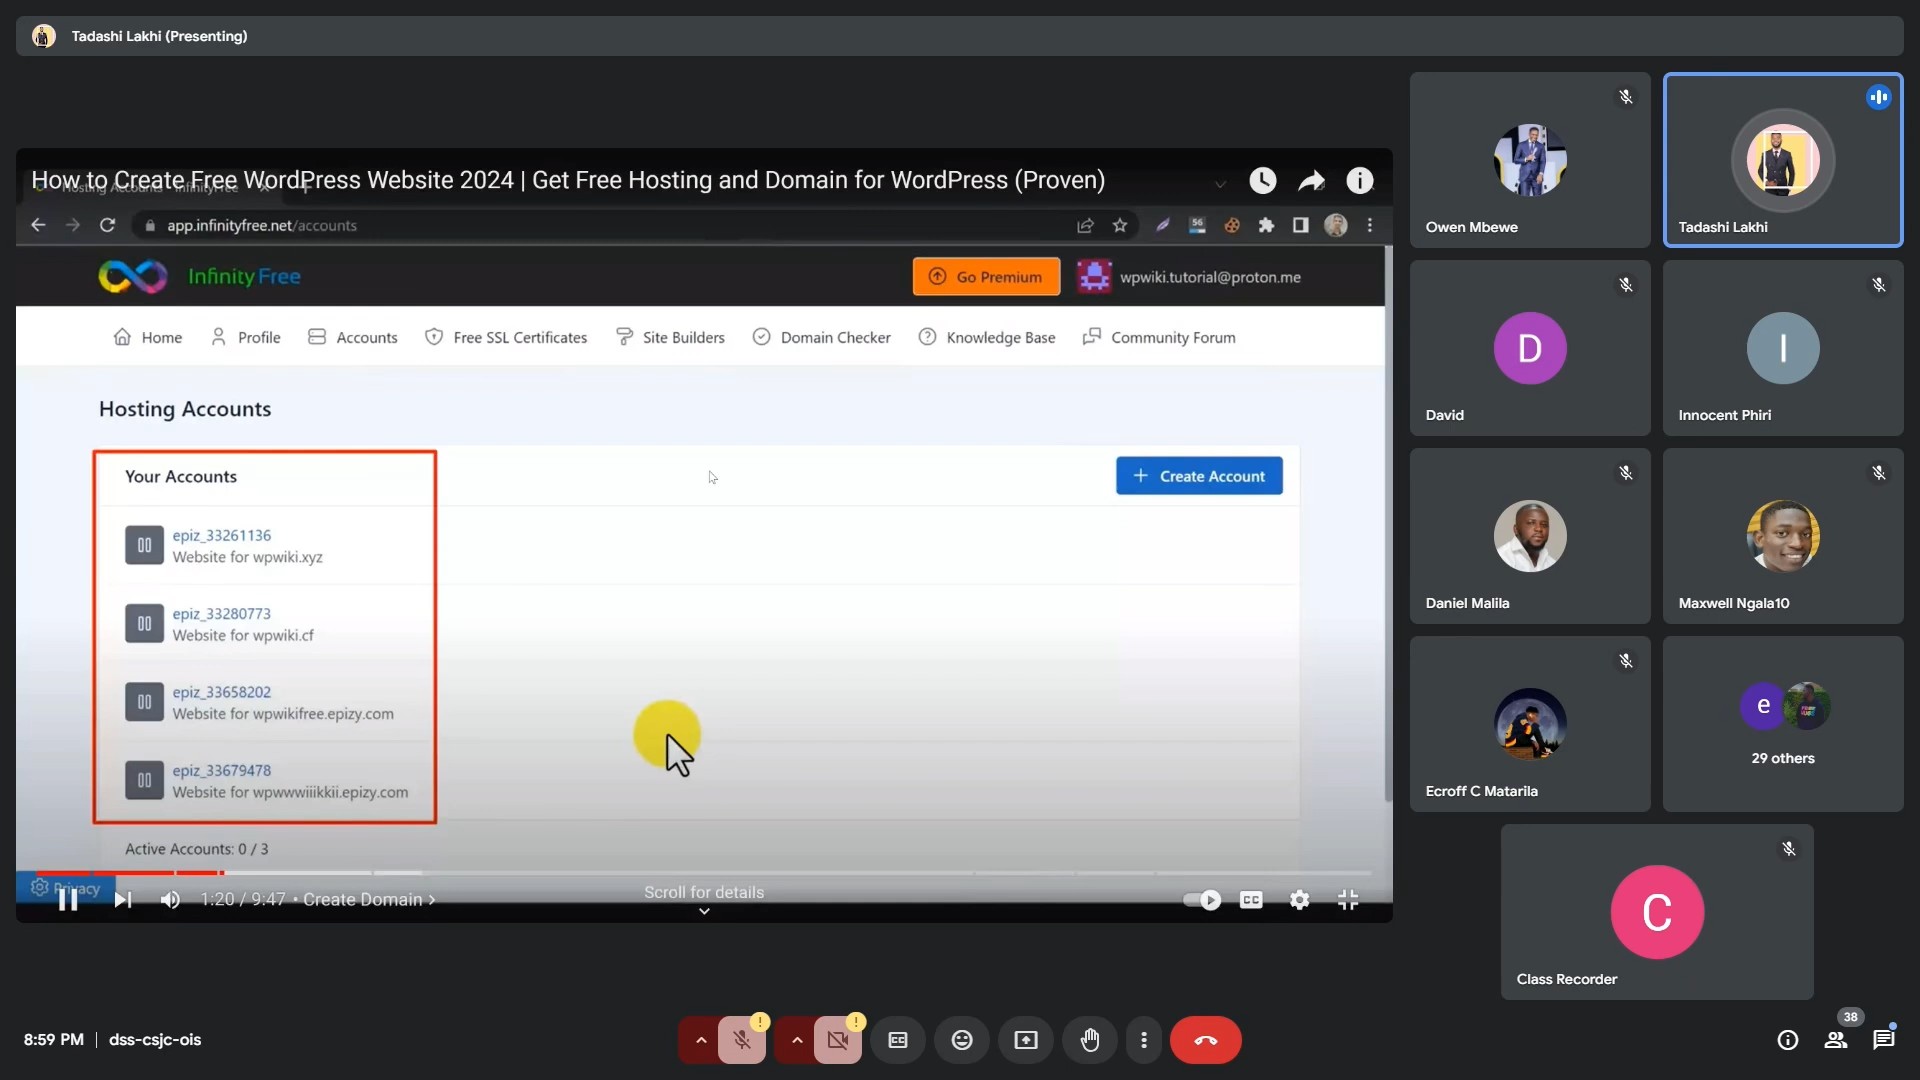 Tadashi Lakhi (Presenting)
How to Create Free WordPress Website 2024 | Get Free Hosting and Domain for WordPress (Proven)
app.infinityfree.net/accounts
56
InfinityFree
Go Premium
wpwiki.tutorial@proton.me
Home
Profile
Accounts
Free SSL Certificates
Site Builders
Domain Checker
Knowledge Base
Community Forum
Hosting Accounts
Your Accounts
Create Account
epiz_33261136
Website for wpwiki.xyz
epiz_33280773
Website for wpwiki.cf
epiz_33658202
Website for wpwikifree.epizy.com
epiz_33679478
Website for wpwwwiiikkii.epizy.com
Active Accounts: 0 / 3
Privacy
1:20 / 9:47 • Create Domain
Scroll for details
CC
Owen Mbewe
Tadashi Lakhi
D
David
I
Innocent Phiri
Daniel Malila
Maxwell Ngala10
Ecroff C Matarila
e
29 others
C
Class Recorder
8:59 PM | dss-csjc-ois
38